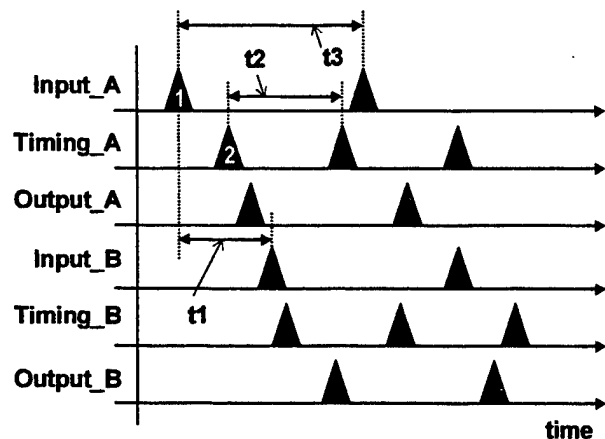 t3
t2
Input_A
1
Timing_A
2
Output_A
Input_B
t1
Timing_B
Output_B
time